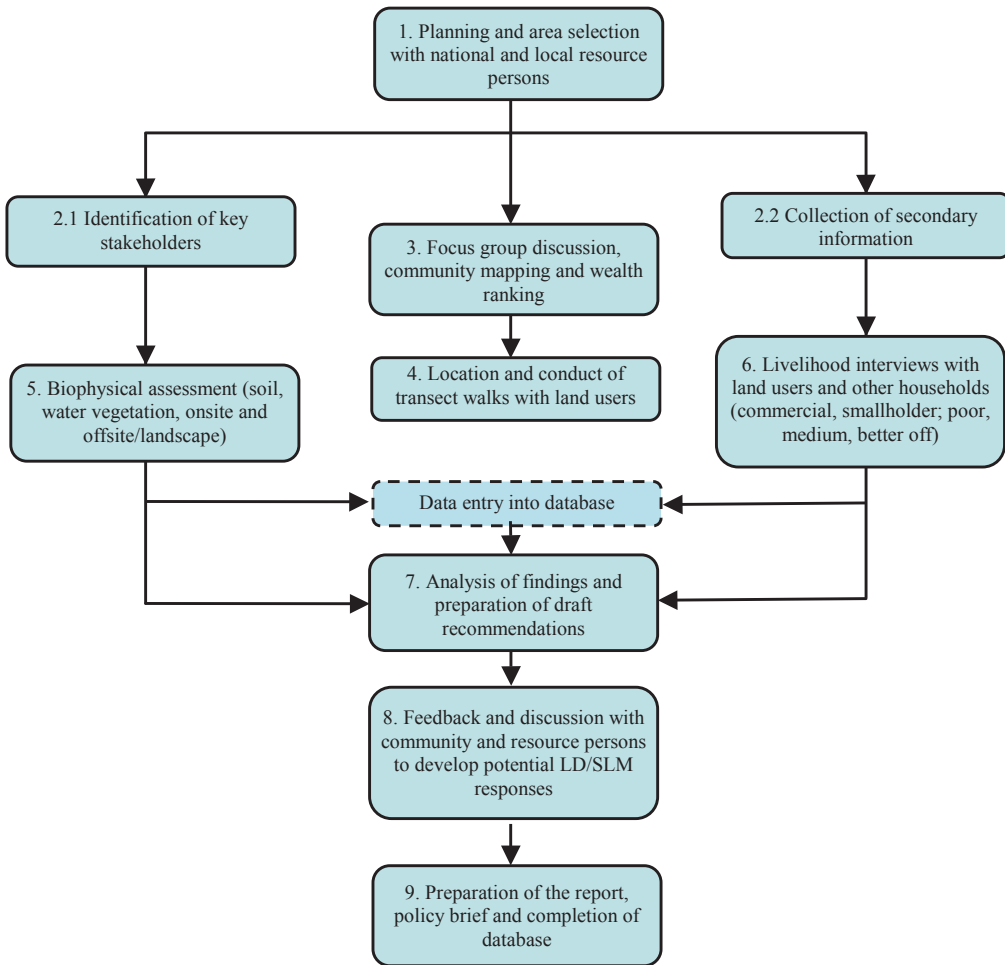 1. Planning and area selection
with national and local resource
persons
2.1 Identification of key
stakeholders
3. Focus group discussion,
community mapping and wealth
ranking
2.2 Collection of secondary
information
5. Biophysical assessment (soil,
water vegetation, onsite and
offsite/landscape)
4. Location and conduct of
transect walks with land users
6. Livelihood interviews with
land users and other households
(commercial, smallholder; poor,
medium, better off)
Data entry into database
7. Analysis of findings and
preparation of draft
recommendations
8. Feedback and discussion with
community and resource persons
to develop potential LD/SLM
responses
9. Preparation of the report,
policy brief and completion of
database